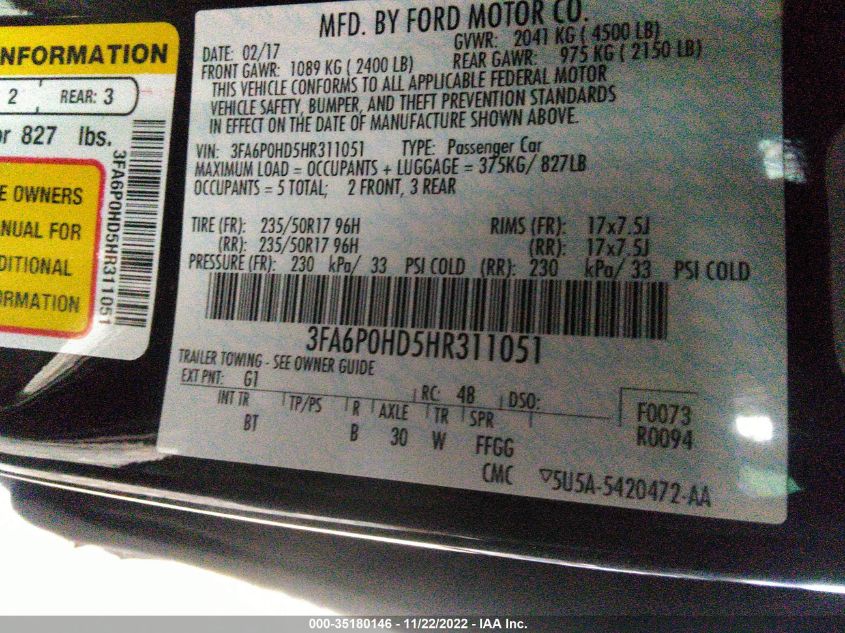 NFORMATION
2 REAR: 3
or 827 lbs.
E OWNERS
ANUAL FOR
DITIONAL
ORMATION
3FA6P0HD5HR311051
MFD. BY FORD MOTOR CO.
DATE: 02/17 GVWR: 2041 KG ( 4500 LB)
FRONT GAWR: 1089 KG ( 2400 LB) REAR GAWR: 975 KG ( 2150 LB)
THIS VEHICLE CONFORMS TO ALL APPLICABLE FEDERAL MOTOR
VEHICLE SAFETY, BUMPER, AND THEFT PREVENTION STANDARDS
IN EFFECT ON THE DATE OF MANUFACTURE SHOWN ABOVE.
VIN: 3FA6P0HD5HR311051 TYPE: Passenger Car
MAXIMUM LOAD = OCCUPANTS + LUGGAGE = 375KG/ 827LB
OCCUPANTS = 5 TOTAL; 2 FRONT, 3 REAR
TIRE (FR): 235/50R17 96H RIMS (FR): 17x7.5J
(RR): 235/50R17 96H (RR): 17x7.5J
PRESSURE (FR): 230 kPa/ 33 PSI COLD (RR): 230 kPa/ 33 PSI COLD
3FA6P0HD5HR311051
TRAILER TOWING - SEE OWNER GUIDE
EXT PNT: G1 RC: 48 DSO:
INT TR TP/PS R AXLE TR SPR F0073
BT B 30 W FFGG R0094
CMC ▽5U5A-5420472-AA
000-35180146 - 11/22/2022 - IAA Inc.